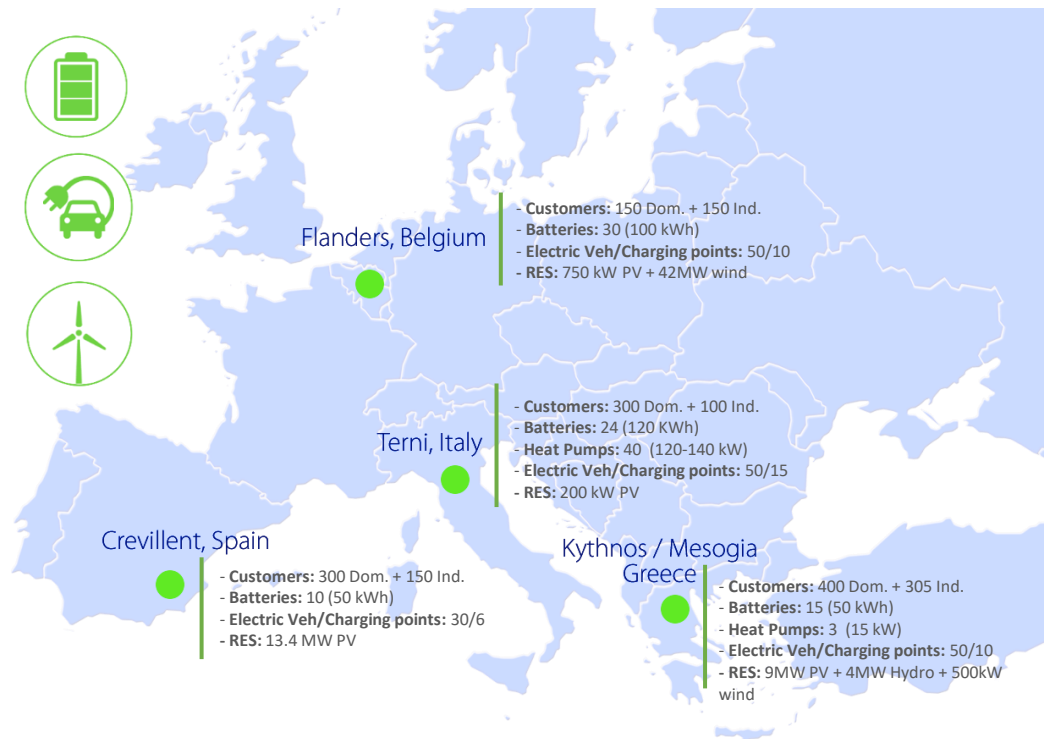 Flanders, Belgium
- Customers: 150 Dom. + 150 Ind.
- Batteries: 30 (100 kWh)
- Electric Veh/Charging points: 50/10
- RES: 750 kW PV + 42MW wind
Terni, Italy
- Customers: 300 Dom. + 100 Ind.
- Batteries: 24 (120 KWh)
- Heat Pumps: 40 (120-140 kW)
- Electric Veh/Charging points: 50/15
- RES: 200 kW PV
Crevillent, Spain
- Customers: 300 Dom. + 150 Ind.
- Batteries: 10 (50 kWh)
- Electric Veh/Charging points: 30/6
- RES: 13.4 MW PV
Kythnos / Mesogia
Greece
- Customers: 400 Dom. + 305 Ind.
- Batteries: 15 (50 kWh)
- Heat Pumps: 3 (15 kW)
- Electric Veh/Charging points: 50/10
- RES: 9MW PV + 4MW Hydro + 500kW
wind